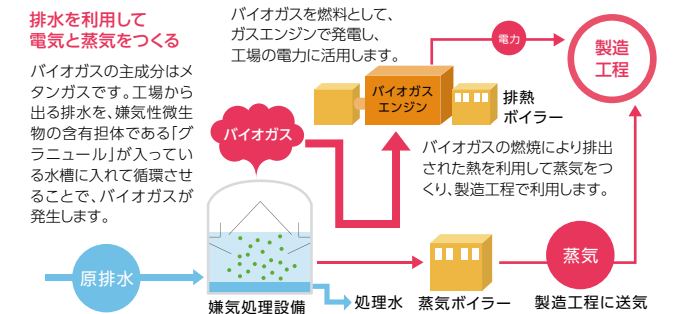 排水を利用して
電気と蒸気をつくる
バイオガスの主成分はメ
タンガスです。工場から
出る排水を、嫌気性微生
物の含有担体である「グ
ラニュール」が入ってい
る水槽に入れて循環させ
ることで、バイオガスが
発生します。
バイオガスを燃料として、
ガスエンジンで発電し、
工場の電力に活用します。
電力
製造
工程
バイオガス
エンジン
排熱
ボイラー
バイオガス
バイオガスの燃焼により排出
された熱を利用して蒸気をつ
くり、製造工程で利用します。
原排水
嫌気処理設備
処理水
蒸気ボイラー
蒸気
製造工程に送気